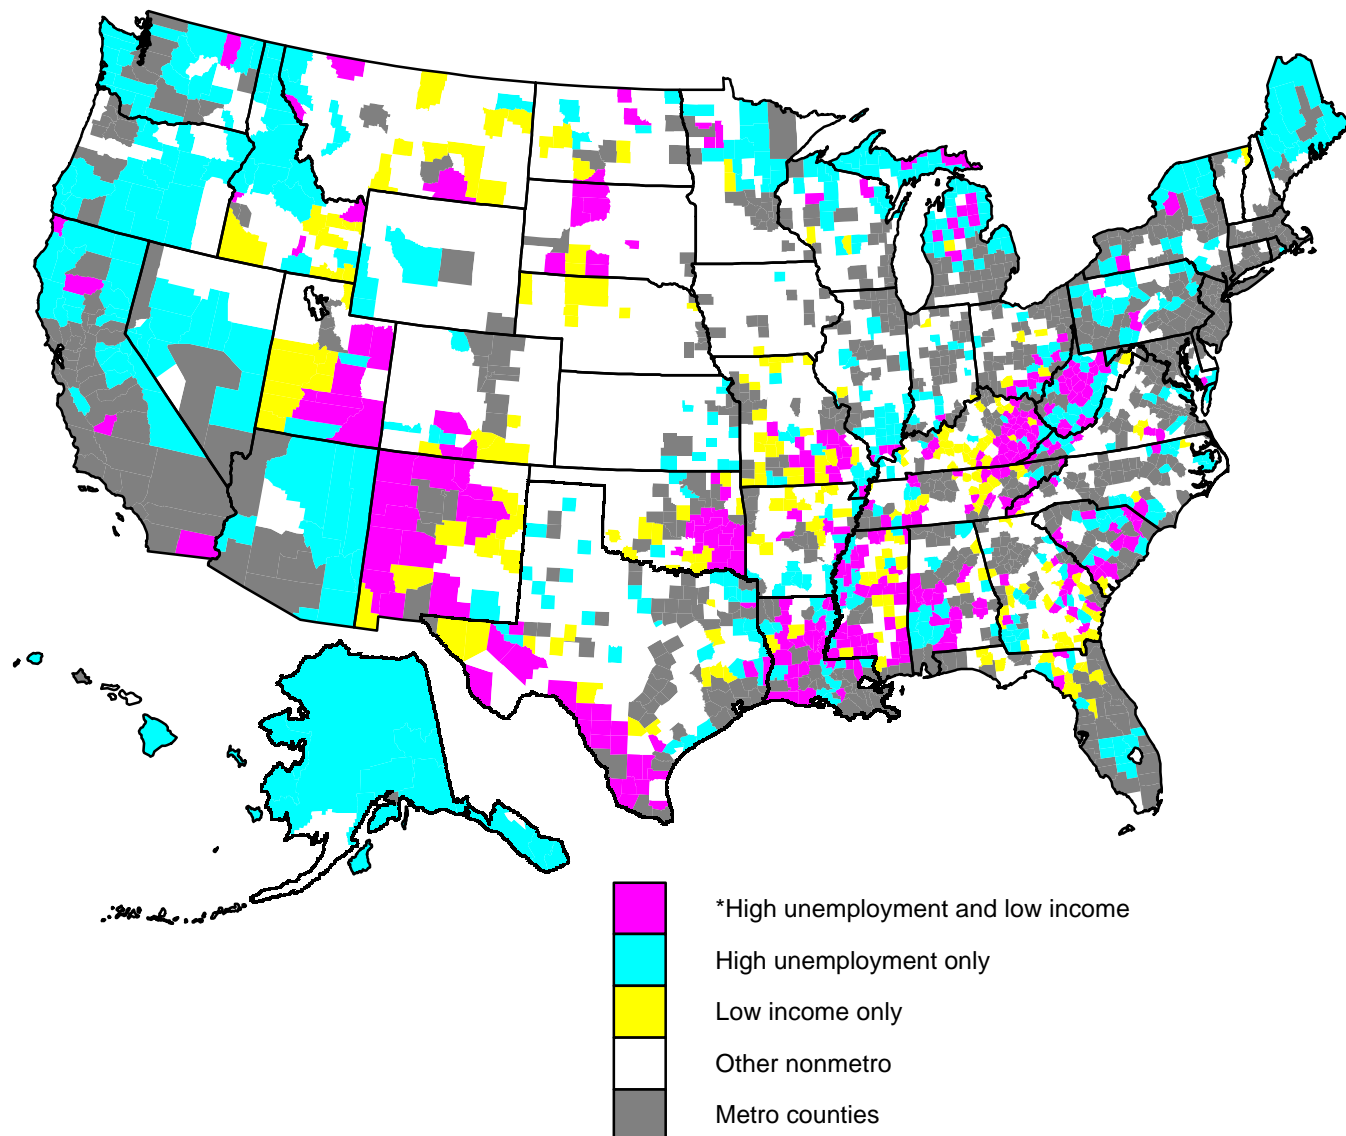 *High unemployment and low income
High unemployment only
Low income only
Other nonmetro
Metro counties